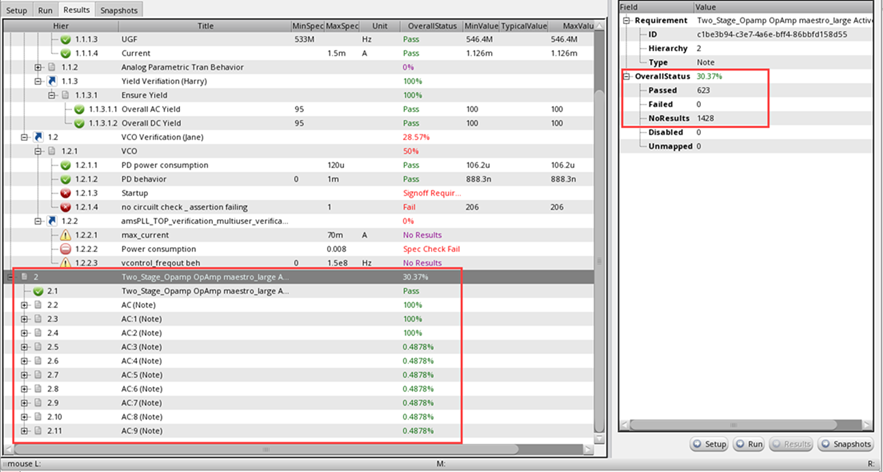 Setup Run Results Snapshots
Hier Title MinSpec MaxSpec Unit OverallStatus MinValue TypicalValue MaxValu
1.1.1.3 UGF 533M Hz Pass 546.4M 546.4M
1.1.1.4 Current 1.5m A Pass 1.126m 1.126m
1.1.2 Analog Parametric Tran Behavior 0%
1.1.3 Yield Verifiation (Harry) 100%
1.1.3.1 Ensure Yield 100%
1.1.3.1.1 Overall AC Yield 95 Pass 100 100
1.1.3.1.2 Overall DC Yield 95 Pass 100 100
1.2 VCO Verification (Jane) 28.57%
1.2.1 VCO 50%
1.2.1.1 PD power consumption 120u Pass 106.2u 106.2u
1.2.1.2 PD behavior 0 1m Pass 888.3n 888.3n
1.2.1.3 Startup Signoff Requir...
1.2.1.4 no circuilt check _ assertion failing 1 Fail 206 206
1.2.2 amsPLL_TOP_verification_multiuser_verifica... 0%
1.2.2.1 max_current 70m A No Results
1.2.2.2 Power consumption 0.008 Spec Check Fail
1.2.2.3 vcontrol_freqout beh 0 1.5e8 Hz No Results
2 Two_Stage_Opamp OpAmp maestro_large A... 30.37%
2.1 Two_Stage_Opamp OpAmp maestro_large A... Pass
2.2 AC (Note) 100%
2.3 AC:1 (Note) 100%
2.4 AC:2 (Note) 100%
2.5 AC:3 (Note) 0.4878%
2.6 AC:4 (Note) 0.4878%
2.7 AC:5 (Note) 0.4878%
2.8 AC:6 (Note) 0.4878%
2.9 AC:7 (Note) 0.4878%
2.10 AC:8 (Note) 0.4878%
2.11 AC:9 (Note) 0.4878%
Field Value
Requirement Two_Stage_Opamp OpAmp maestro_large Active
ID c1be3b94-c3e7-4a6e-bff4-86bbfd158d55
Hierarchy 2
Type Note
OverallStatus 30.37%
Passed 623
Failed 0
NoResults 1428
Disabled 0
Unmapped 0
Setup Run Results Snapshots
mouse L: M: R: